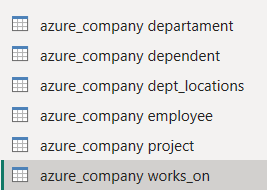 azure_company departament
azure_company dependent
azure_company dept_locations
azure_company employee
azure_company project
azure_company works_on